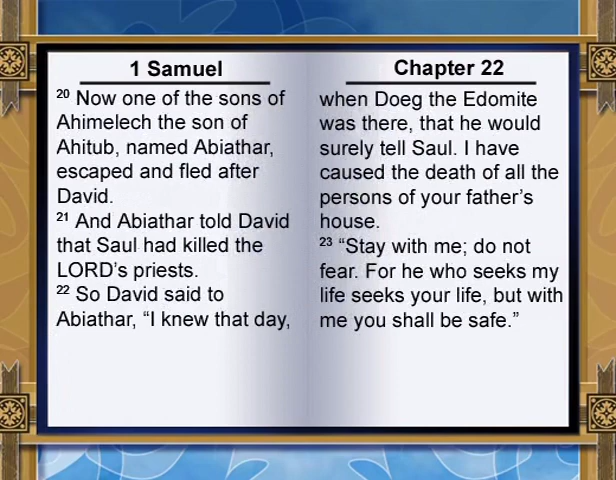 1 Samuel
²⁰ Now one of the sons of
Ahimelech the son of
Ahitub, named Abiathar,
escaped and fled after
David.
²¹ And Abiathar told David
that Saul had killed the
LORD’s priests.
²² So David said to
Abiathar, “I knew that day,
Chapter 22
when Doeg the Edomite
was there, that he would
surely tell Saul. I have
caused the death of all the
persons of your father’s
house.
²³ “Stay with me; do not
fear. For he who seeks my
life seeks your life, but with
me you shall be safe.”